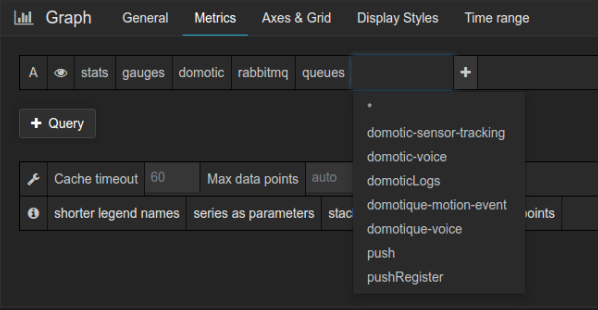 Graph General Metrics Axes & Grid Display Styles Time range
A stats gauges domotic rabbitmq queues +
*
+ Query
domotic-sensor-tracking
domotic-voice
Cache timeout 60 Max data points auto
domoticLogs
domotique-motion-event
shorter legend names series as parameters stac oints
domotique-voice
push
pushRegister